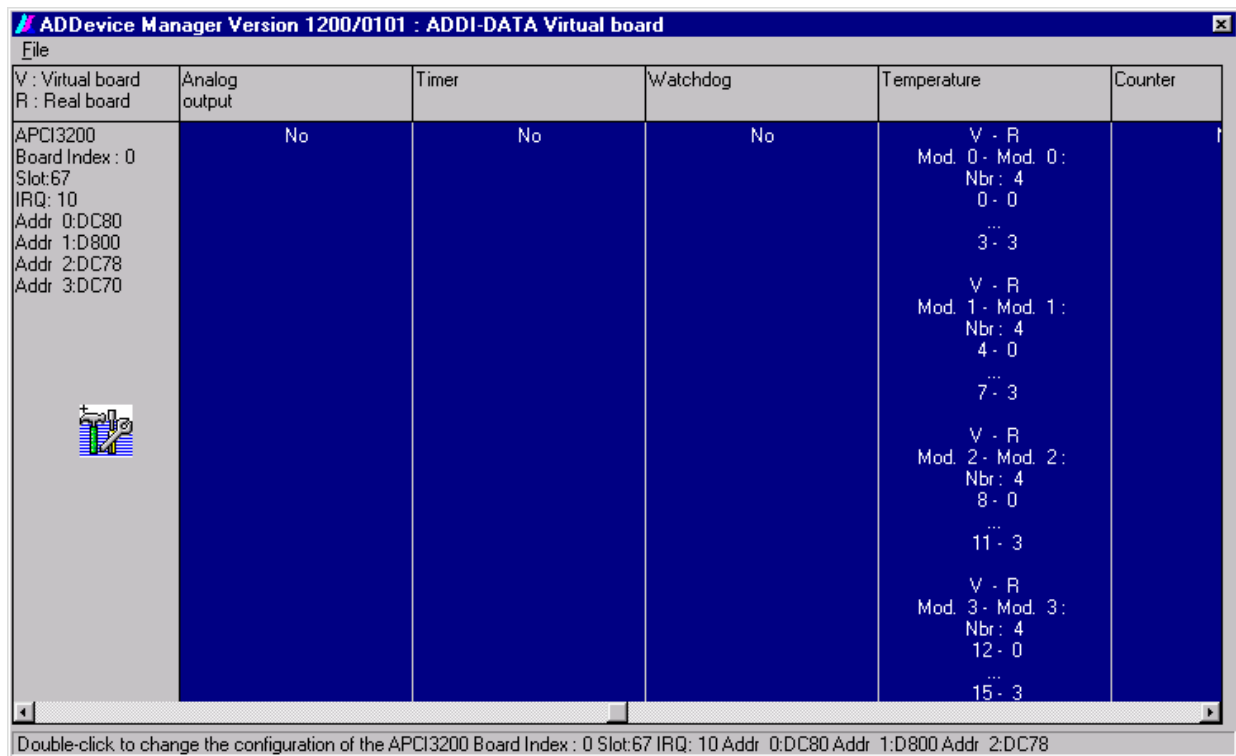 ADDevice Manager Version 1200/0101 : ADDI-DATA Virtual board
File
V : Virtual board
R : Real board
Analog
output
Timer
Watchdog
Temperature
Counter
APCI3200
Board Index : 0
Slot:67
IRQ: 10
Addr 0:DC80
Addr 1:D800
Addr 2:DC78
Addr 3:DC70
No
No
No
V - R
Mod. 0 - Mod. 0 :
Nbr : 4
0 - 0
...
3 - 3
V - R
Mod. 1 - Mod. 1 :
Nbr : 4
4 - 0
...
7 - 3
V - R
Mod. 2 - Mod. 2 :
Nbr : 4
8 - 0
...
11 - 3
V - R
Mod. 3 - Mod. 3 :
Nbr : 4
12 - 0
...
15 - 3
Double-click to change the configuration of the APCI3200 Board Index : 0 Slot:67 IRQ: 10 Addr 0:DC80 Addr 1:D800 Addr 2:DC78